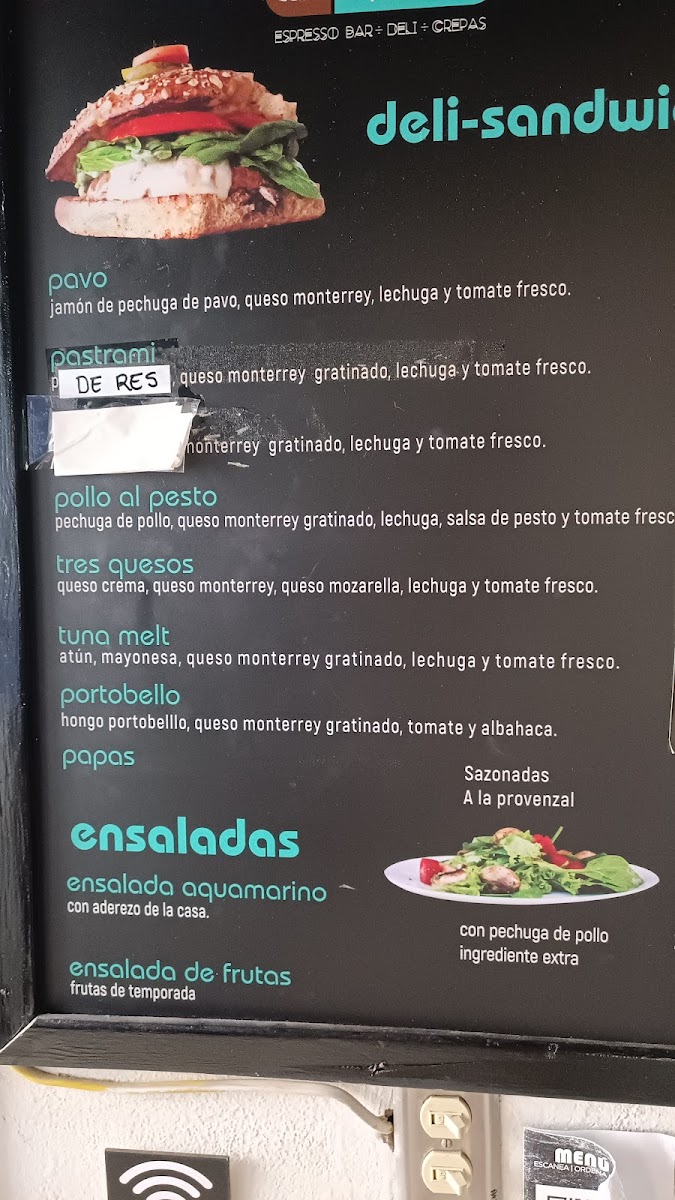 ESPRESSO BAR ÷ DELI ÷ CREPAS
deli-sandwi
pavo
jamón de pechuga de pavo, queso monterrey, lechuga y tomate fresco.
pastrami
p DE RES , queso monterrey gratinado, lechuga y tomate fresco.
monterrey gratinado, lechuga y tomate fresco.
pollo al pesto
pechuga de pollo, queso monterrey gratinado, lechuga, salsa de pesto y tomate fresc
tres quesos
queso crema, queso monterrey, queso mozarella, lechuga y tomate fresco.
tuna melt
atún, mayonesa, queso monterrey gratinado, lechuga y tomate fresco.
portobello
hongo portobelllo, queso monterrey gratinado, tomate y albahaca.
papas
Sazonadas
A la provenzal
ensaladas
ensalada aquamarino
con aderezo de la casa.
con pechuga de pollo
ingrediente extra
ensalada de frutas
frutas de temporada
MENÚ
ESCANEA | ORDENA